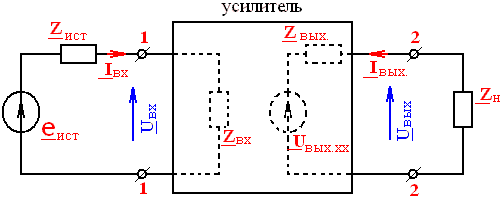 усилитель
Zист
1
Iвх
Zвых.
2
Iвых.
eист
Uвх
Zвх
Uвых.хх
Uвых
Zн
1
2